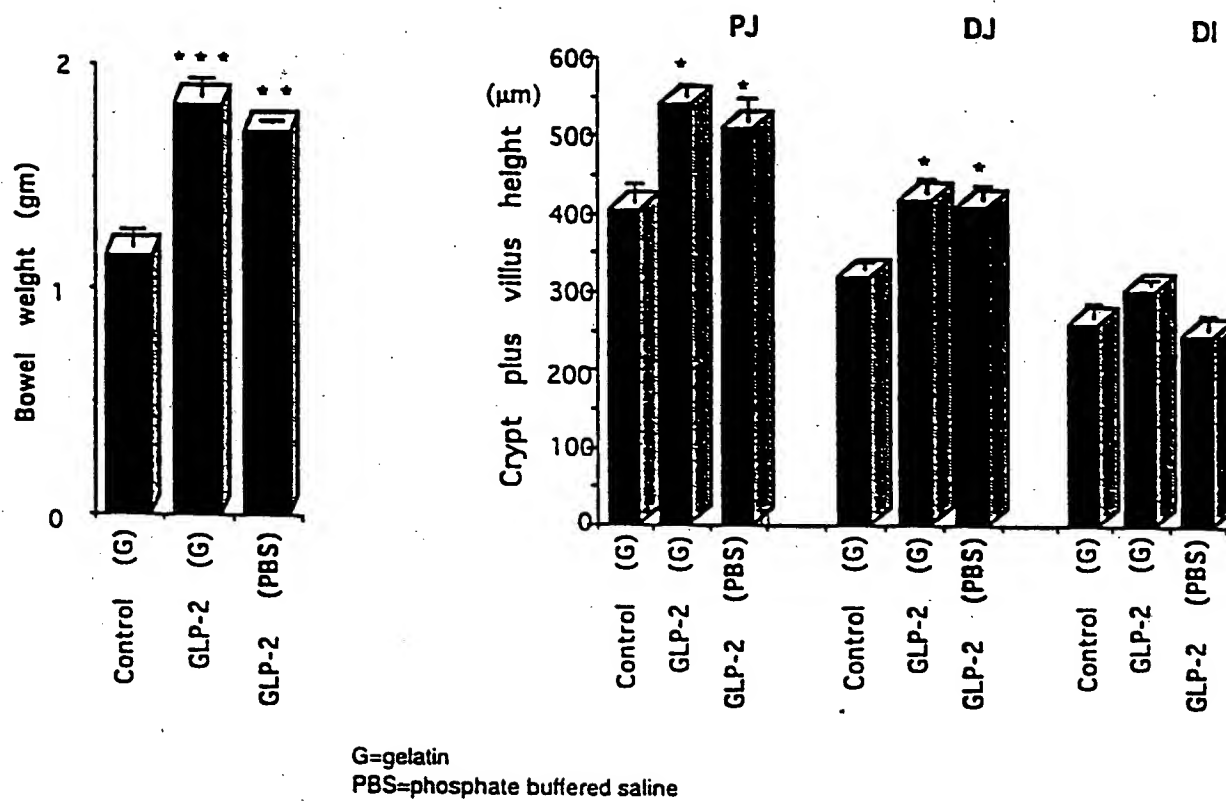 Bowel weight (gm)
2
1
0
* * *
* *
Control (G)
GLP-2 (G)
GLP-2 (PBS)
PJ
DJ
DI
Crypt plus villus height
(μm)
600
500
400
300
200
100
0
*
*
*
*
Control (G)
GLP-2 (G)
GLP-2 (PBS)
Control (G)
GLP-2 (G)
GLP-2 (PBS)
Control (G)
GLP-2 (G)
GLP-2 (PBS)
G=gelatin
PBS=phosphate buffered saline